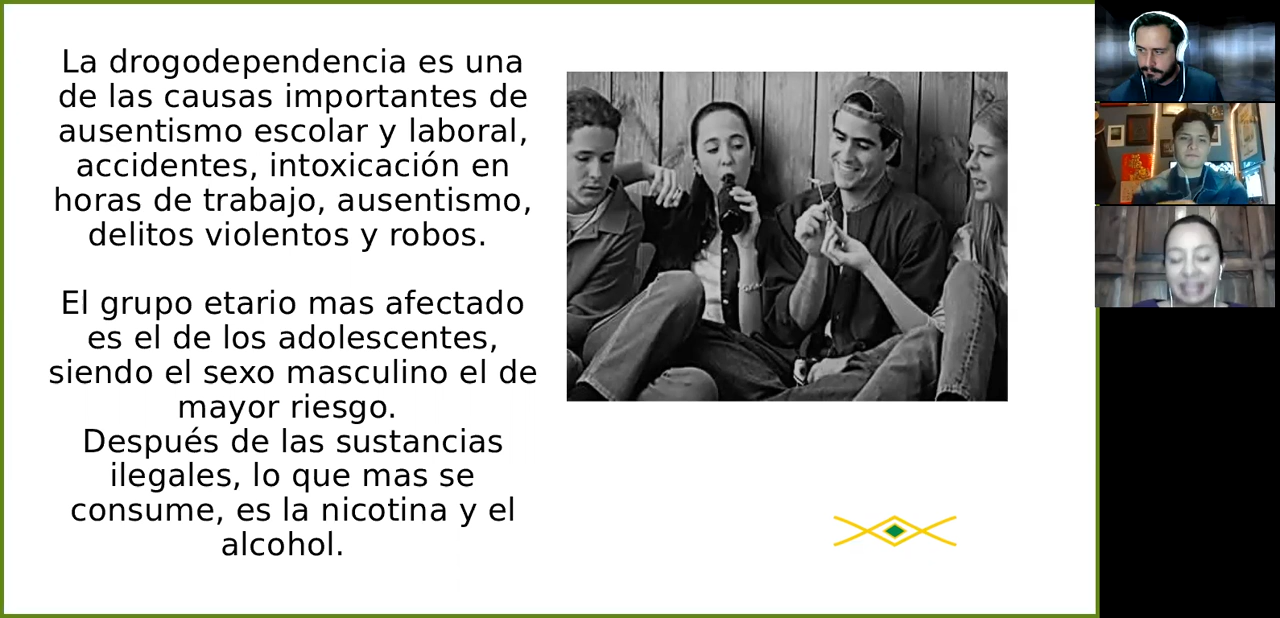 La drogodependencia es una
de las causas importantes de
ausentismo escolar y laboral,
accidentes, intoxicación en
horas de trabajo, ausentismo,
delitos violentos y robos.
El grupo etario mas afectado
es el de los adolescentes,
siendo el sexo masculino el de
mayor riesgo.
Después de las sustancias
ilegales, lo que mas se
consume, es la nicotina y el
alcohol.